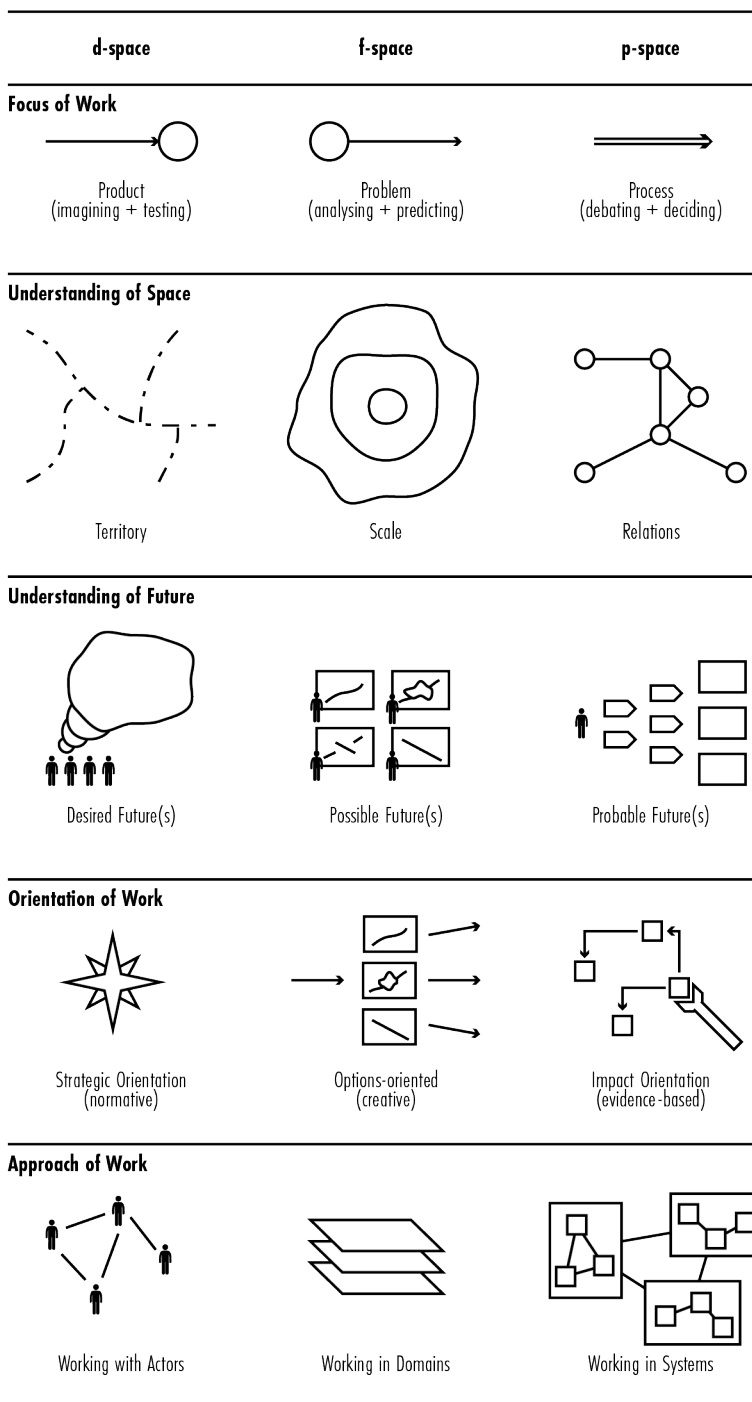 d-space
f-space
p-space
Focus of Work
Product
(imagining + testing)
Problem
(analysing + predicting)
Process
(debating + deciding)
Understanding of Space
Territory
Scale
Relations
Understanding of Future
Desired Future(s)
Possible Future(s)
Probable Future(s)
Orientation of Work
Strategic Orientation
(normative)
Options-oriented
(creative)
Impact Orientation
(evidence-based)
Approach of Work
Working with Actors
Working in Domains
Working in Systems